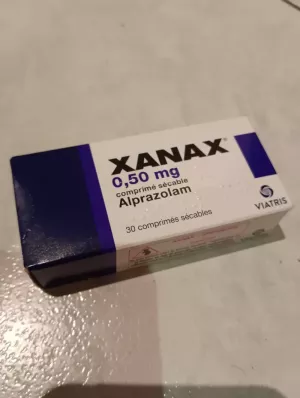 XANAX®
0,50 mg
comprimé sécable
Alprazolam
30 comprimés sécables
VIATRIS